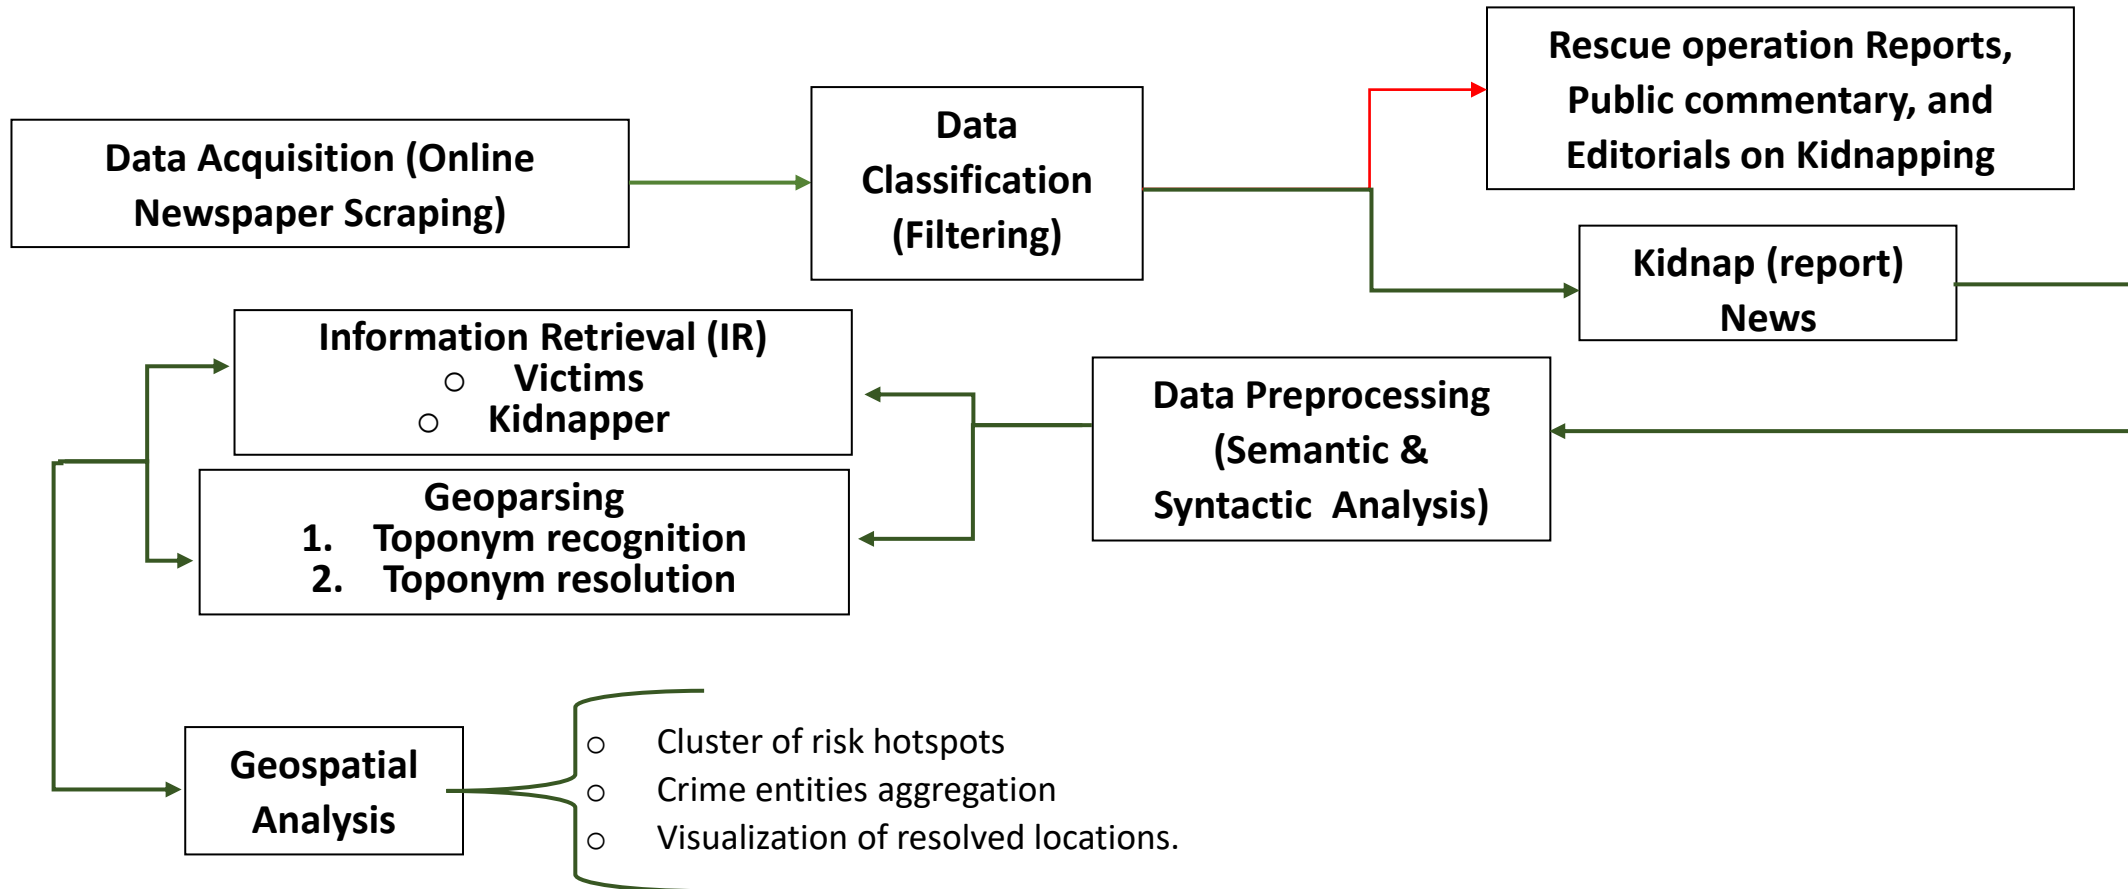 Data Acquisition (Online
Newspaper Scraping)
Data
Classification
(Filtering)
Rescue operation Reports,
Public commentary, and
Editorials on Kidnapping
Kidnap (report)
News
Information Retrieval (IR)
o Victims
o Kidnapper
Geoparsing
1. Toponym recognition
2. Toponym resolution
Data Preprocessing
(Semantic &
Syntactic Analysis)
Geospatial
Analysis
o Cluster of risk hotspots
o Crime entities aggregation
o Visualization of resolved locations.